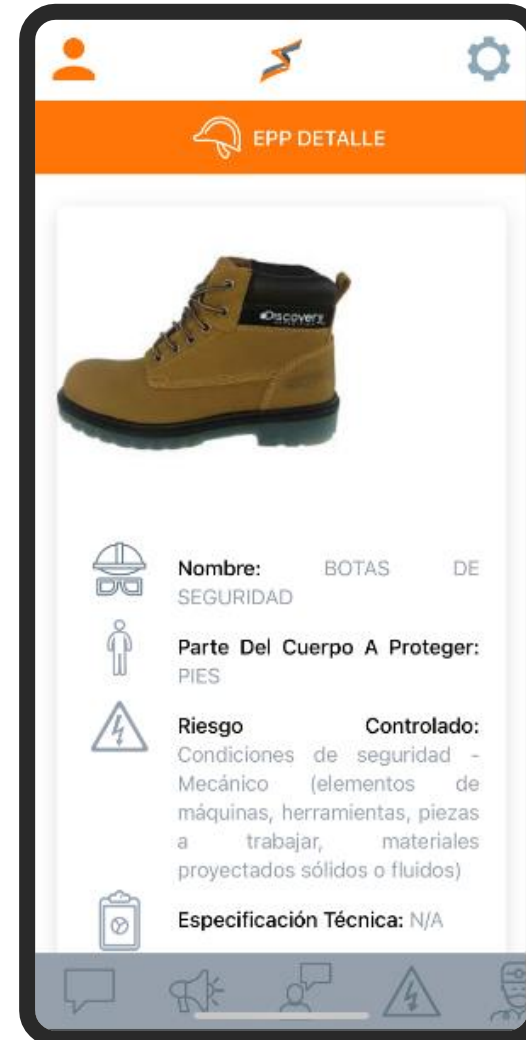 EPP DETALLE
Discovery
Nombre: BOTAS DE
SEGURIDAD
Parte Del Cuerpo A Proteger:
PIES
Riesgo Controlado:
Condiciones de seguridad -
Mecánico (elementos de
máquinas, herramientas, piezas
a trabajar, materiales
proyectados sólidos o fluidos)
Especificación Técnica: N/A